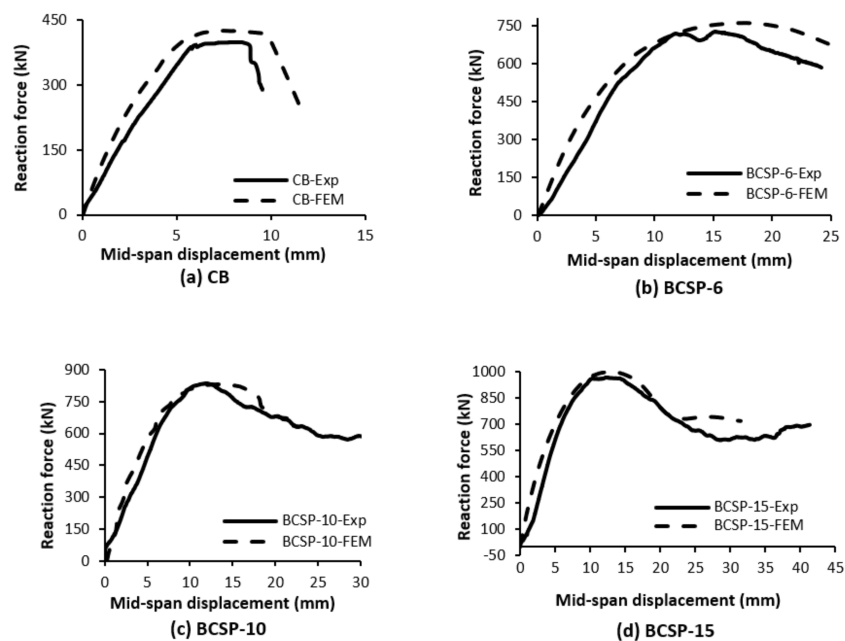 450
300
150
0
Reaction force (kN)
CB-Exp
CB-FEM
0 5 10 15
Mid-span displacement (mm)
(a) CB
750
600
450
300
150
0
Reaction force (kN)
BCSP-6-Exp
BCSP-6-FEM
0 5 10 15 20 25
Mid-span displacement (mm)
(b) BCSP-6
900
750
600
450
300
150
0
Reaction force (kN)
BCSP-10-Exp
BCSP-10-FEM
0 5 10 15 20 25 30
Mid-span displacement (mm)
(c) BCSP-10
1000
850
700
550
400
250
100
-50
Reaction force (kN)
BCSP-15-Exp
BCSP-15-FEM
0 5 10 15 20 25 30 35 40 45
Mid-span displacement (mm)
(d) BCSP-15